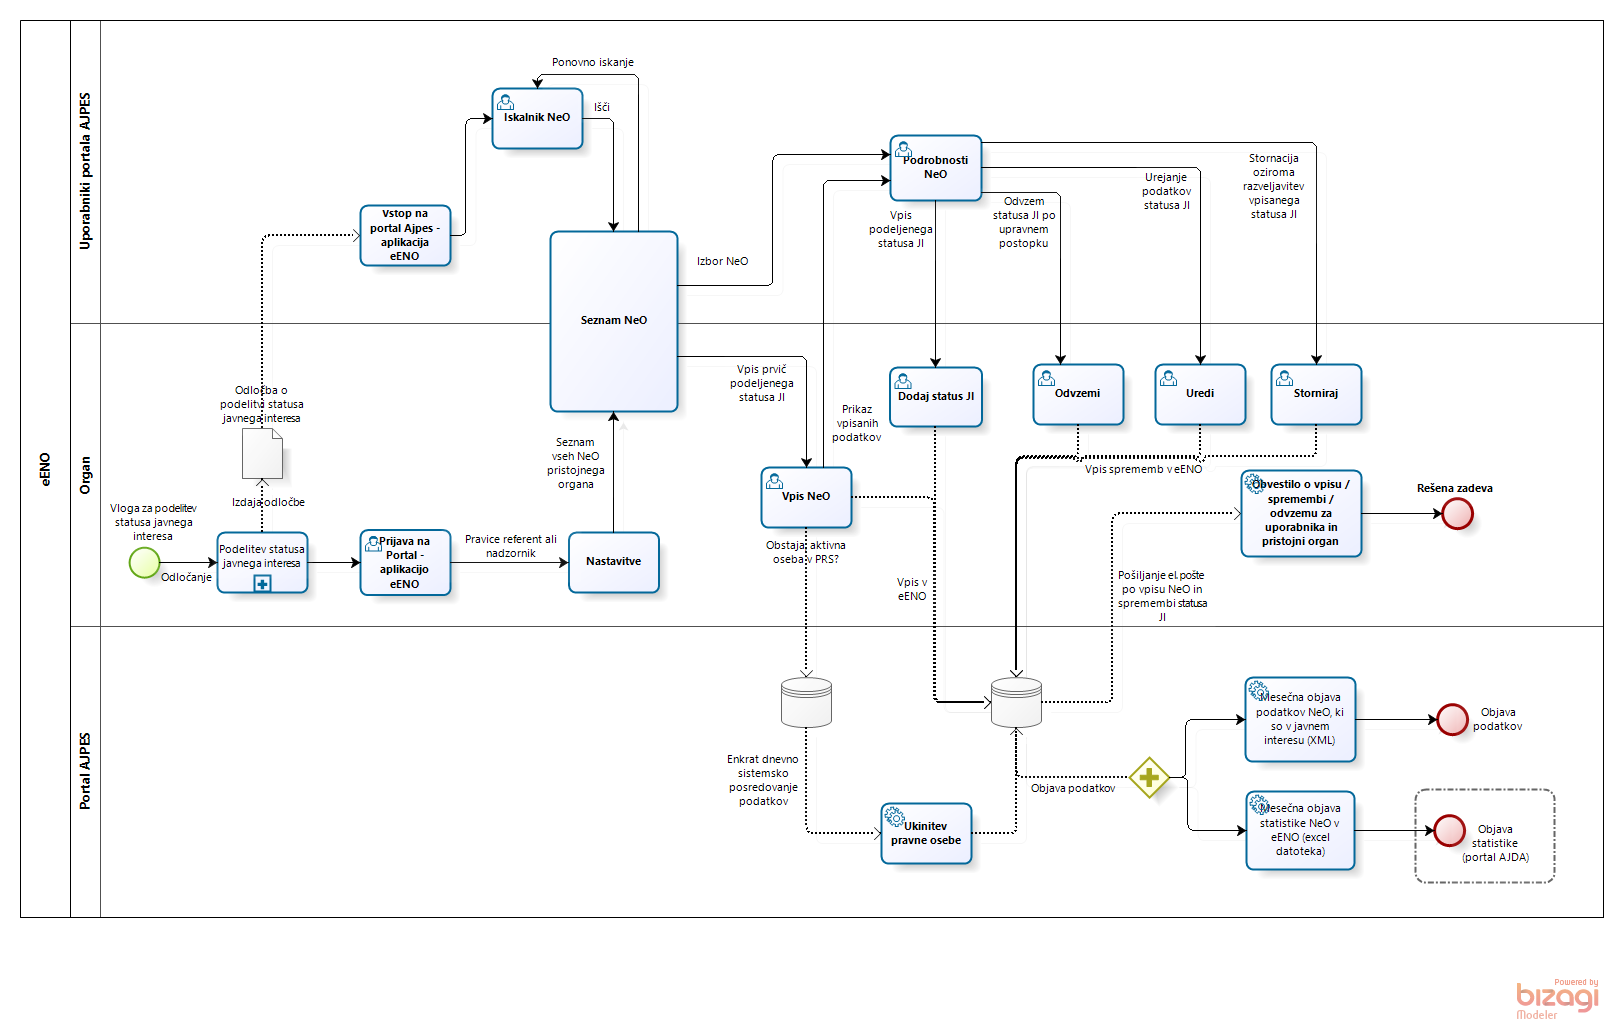 eENO
Uporabniki portala AJPES
Organ
Portal AJPES
Ponovno iskanje
Iskalnik NeO
Išči
Vstop na
portal Ajpes -
aplikacija
eENO
Seznam NeO
Izbor NeO
Podrobnosti
NeO
Vpis
podeljenega
statusa JI
Odvzem
statusa JI po
upravnem
postopku
Urejanje
podatkov
statusa JI
Stornacija
oziroma
razveljavitev
vpisanega
statusa JI
Vpis prvič
podeljenega
statusa JI
Prikaz
vpisanih
podatkov
Dodaj status JI
Odvzemi
Uredi
Storniraj
Odločba o
podelitvi statusa
javnega interesa
Izdaja odločbe
Vloga za podelitev
statusa javnega
interesa
Odločanje
Podelitev statusa
javnega interesa
Prijava na
Portal -
aplikacijo
eENO
Pravice referent ali
nadzornik
Nastavitve
Seznam
vseh NeO
pristojnega
organa
Vpis NeO
Obstaja aktivna
oseba v PRS?
Vpis v
eENO
Vpis sprememb v eENO
Obvestilo o vpisu /
spremembi /
odvzemu za
uporabnika in
pristojni organ
Rešena zadeva
Pošiljanje el. pošte
po vpisu NeO in
spremembi statusa
JI
Enkrat dnevno
sistemsko
posredovanje
podatkov
Ukinitev
pravne osebe
Objava podatkov
Mesečna objava
podatkov NeO, ki
so v javnem
interesu (XML)
Objava
podatkov
Mesečna objava
statistike NeO v
eENO (excel
datoteka)
Objava
statistike
(portal AJDA)
Powered by
bizagi
Modeler